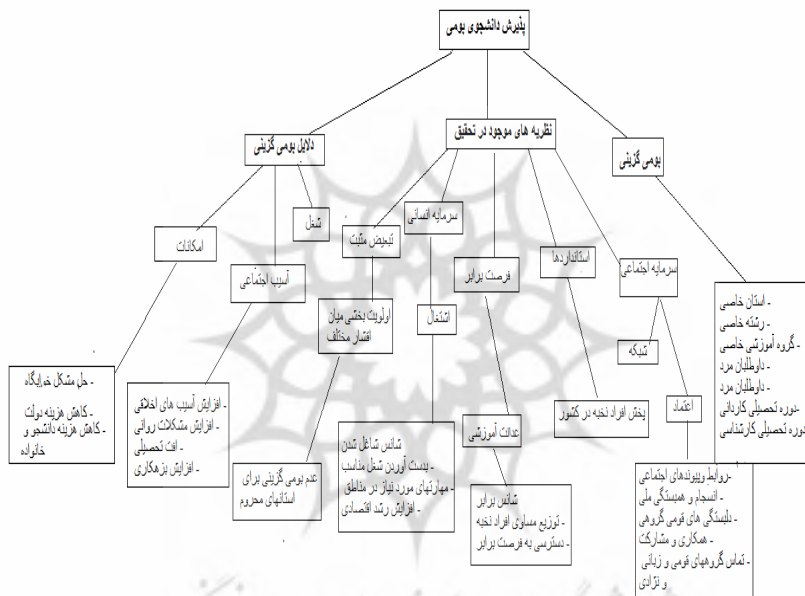 پذیرش دانشجوی بومی
دلایل بومی گزینی
نظریه های موجود در تحقیق
بومی گزینی
امکانات
آسیب اجتماعی
شغل
تبعیض مثبت
سرمایه انسانی
فرصت برابر
استانداردها
سرمایه اجتماعی
اولویت بخشی میان
اقشار مختلف
اشتغال
شبکه
اعتماد
عدالت آموزشی
پخش افراد نخبه در کشور
- استان خاصی
- رشته خاصی
- گروه آموزشی خاصی
- داوطلبان مرد
- داوطلبان مرد
-دوره تحصیلی کاردانی
دوره تحصیلی کارشناسی
- حل مشکل خوابگاه
- کاهش هزینه دولت
- کاهش هزینه دانشجو و
خانواده
- افزایش آسیب های اخلاقی
- افزایش مشکلات روانی
- افت تحصیلی
- افزایش بزهکاری
عدم بومی گزینی برای
استانهای محروم
شانس شاغل شدن
- بدست آوردن شغل مناسب
- مهارتهای مورد نیاز در مناطق
- افزایش رشد اقتصادی
شانس برابر
- توزیع مساوی افراد نخبه
- دسترسی به فرصت برابر
-روابط وپیوندهای اجتماعی
- انسجام و همبستگی ملی
- دلبستگی های قومی گروهی
- همکاری و مشارکت
- تماس گروههای قومی و زبانی
و نژادی